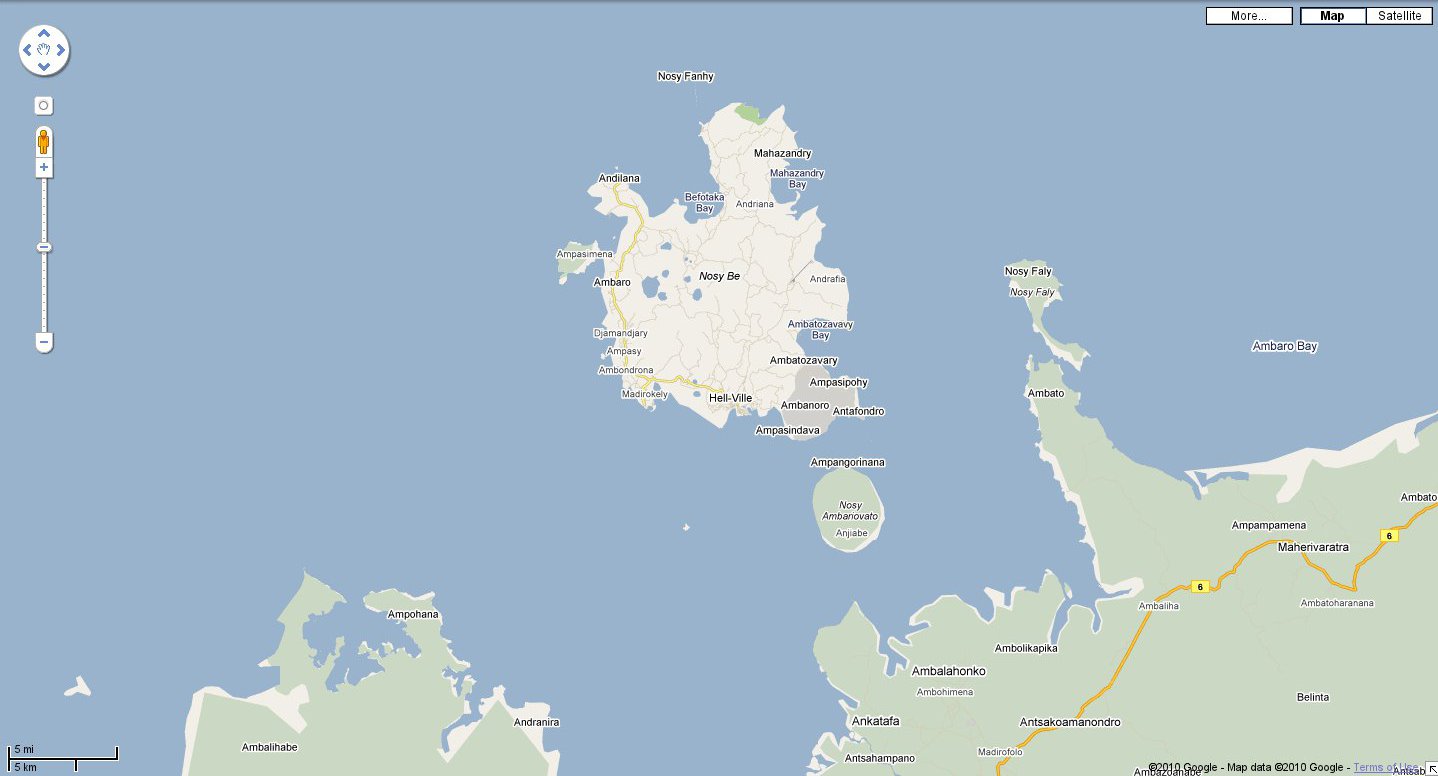 More...
Map
Satellite
Nosy Fanhy
Mahazandry
Mahazandry
Bay
Andilana
Befotaka
Bay
Andriana
Ampasimena
Nosy Be
Ambaro
Andrafia
Nosy Faly
Nosy Faly
Djamandjary
Ambatozavavy
Bay
Ambaro Bay
Ampasy
Ambatozavary
Ambondrona
Ampasipohy
Madirokely
Hell-Ville
Ambanoro
Antafondro
Ambato
Ampasindava
Ampangorinana
Nosy
Ambanovato
Anjiabe
Ambato
Ampampamena
6
Maherivaratra
6
Ambaliha
Ambatoharanana
Ampohana
Ambolikapika
Ambalahonko
Ambohimena
Belinta
Andranira
Ankatafa
Antsakoamanondro
Ambalihabe
Antsahampano
Madirofolo
5 mi
5 km
©2010 Google - Map data ©2010 Google - Terms of Use
Ambazoanabe
Antsab